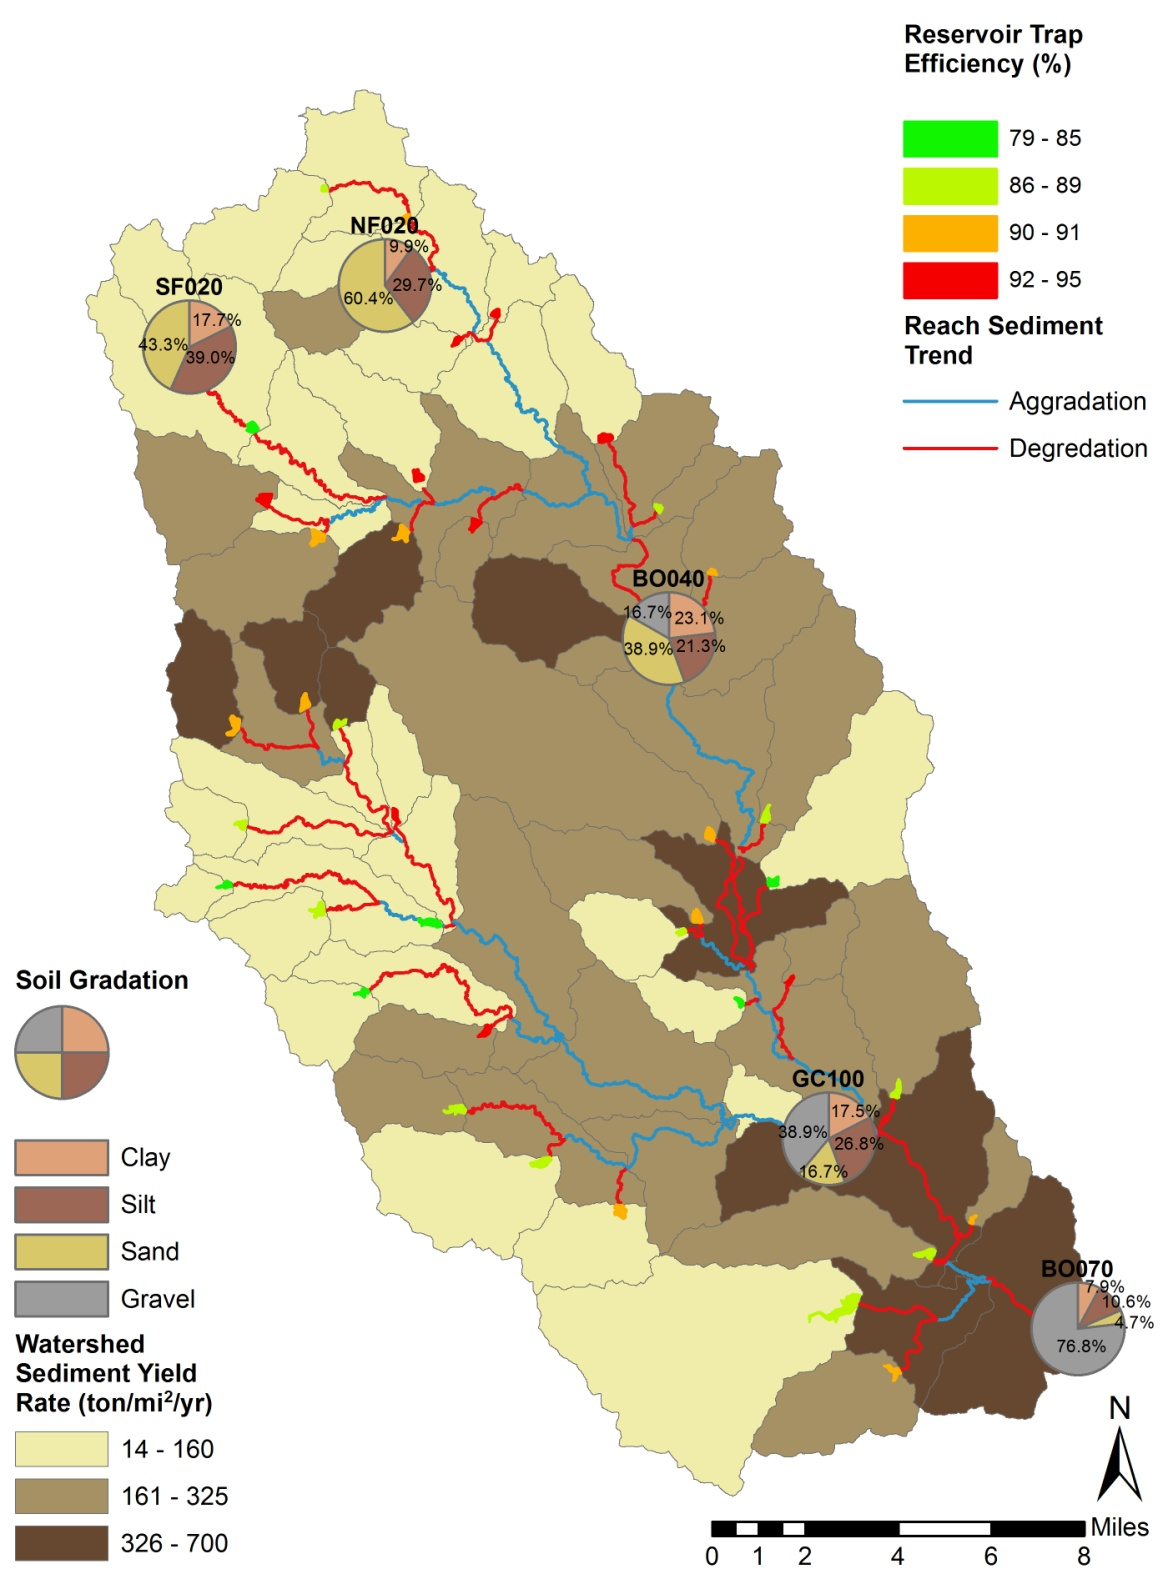 Reservoir Trap
Efficiency (%)
79 - 85
86 - 89
90 - 91
92 - 95
Reach Sediment
Trend
Aggradation
Degredation
NF020
9.9%
29.7%
60.4%
SF020
17.7%
43.3%
39.0%
BO040
16.7%
23.1%
38.9%
21.3%
GC100
17.5%
38.9%
26.8%
16.7%
BO070
7.9%
10.6%
4.7%
76.8%
Soil Gradation
Clay
Silt
Sand
Gravel
Watershed
Sediment Yield
Rate (ton/mi²/yr)
14 - 160
161 - 325
326 - 700
N
Miles
0 1 2 4 6 8